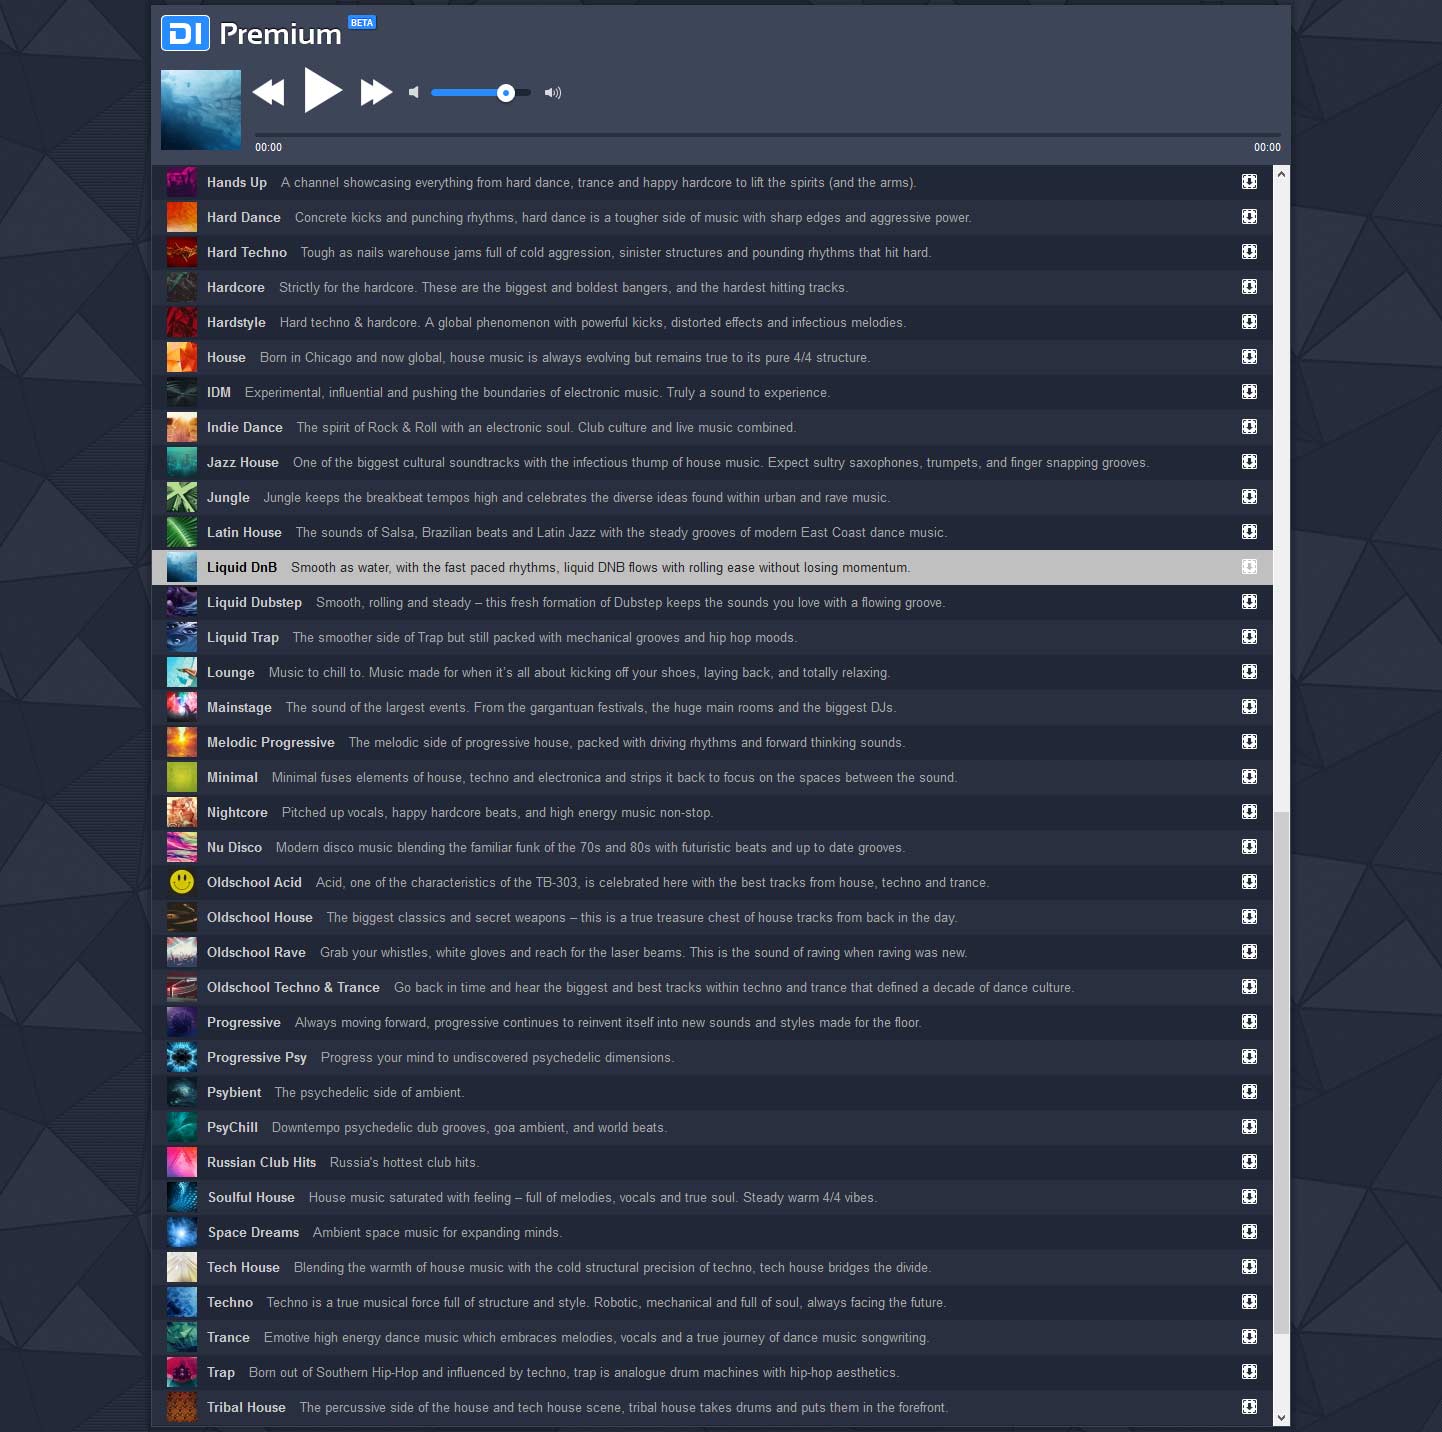 DI Premium BETA
00:00 00:00
Hands Up A channel showcasing everything from hard dance, trance and happy hardcore to lift the spirits (and the arms).
Hard Dance Concrete kicks and punching rhythms, hard dance is a tougher side of music with sharp edges and aggressive power.
Hard Techno Tough as nails warehouse jams full of cold aggression, sinister structures and pounding rhythms that hit hard.
Hardcore Strictly for the hardcore. These are the biggest and boldest bangers, and the hardest hitting tracks.
Hardstyle Hard techno & hardcore. A global phenomenon with powerful kicks, distorted effects and infectious melodies.
House Born in Chicago and now global, house music is always evolving but remains true to its pure 4/4 structure.
IDM Experimental, influential and pushing the boundaries of electronic music. Truly a sound to experience.
Indie Dance The spirit of Rock & Roll with an electronic soul. Club culture and live music combined.
Jazz House One of the biggest cultural soundtracks with the infectious thump of house music. Expect sultry saxophones, trumpets, and finger snapping grooves.
Jungle Jungle keeps the breakbeat tempos high and celebrates the diverse ideas found within urban and rave music.
Latin House The sounds of Salsa, Brazilian beats and Latin Jazz with the steady grooves of modern East Coast dance music.
Liquid DnB Smooth as water, with the fast paced rhythms, liquid DNB flows with rolling ease without losing momentum.
Liquid Dubstep Smooth, rolling and steady – this fresh formation of Dubstep keeps the sounds you love with a flowing groove.
Liquid Trap The smoother side of Trap but still packed with mechanical grooves and hip hop moods.
Lounge Music to chill to. Music made for when it's all about kicking off your shoes, laying back, and totally relaxing.
Mainstage The sound of the largest events. From the gargantuan festivals, the huge main rooms and the biggest DJs.
Melodic Progressive The melodic side of progressive house, packed with driving rhythms and forward thinking sounds.
Minimal Minimal fuses elements of house, techno and electronica and strips it back to focus on the spaces between the sound.
Nightcore Pitched up vocals, happy hardcore beats, and high energy music non-stop.
Nu Disco Modern disco music blending the familiar funk of the 70s and 80s with futuristic beats and up to date grooves.
Oldschool Acid Acid, one of the characteristics of the TB-303, is celebrated here with the best tracks from house, techno and trance.
Oldschool House The biggest classics and secret weapons – this is a true treasure chest of house tracks from back in the day.
Oldschool Rave Grab your whistles, white gloves and reach for the laser beams. This is the sound of raving when raving was new.
Oldschool Techno & Trance Go back in time and hear the biggest and best tracks within techno and trance that defined a decade of dance culture.
Progressive Always moving forward, progressive continues to reinvent itself into new sounds and styles made for the floor.
Progressive Psy Progress your mind to undiscovered psychedelic dimensions.
Psybient The psychedelic side of ambient.
PsyChill Downtempo psychedelic dub grooves, goa ambient, and world beats.
Russian Club Hits Russia's hottest club hits.
Soulful House House music saturated with feeling – full of melodies, vocals and true soul. Steady warm 4/4 vibes.
Space Dreams Ambient space music for expanding minds.
Tech House Blending the warmth of house music with the cold structural precision of techno, tech house bridges the divide.
Techno Techno is a true musical force full of structure and style. Robotic, mechanical and full of soul, always facing the future.
Trance Emotive high energy dance music which embraces melodies, vocals and a true journey of dance music songwriting.
Trap Born out of Southern Hip-Hop and influenced by techno, trap is analogue drum machines with hip-hop aesthetics.
Tribal House The percussive side of the house and tech house scene, tribal house takes drums and puts them in the forefront.